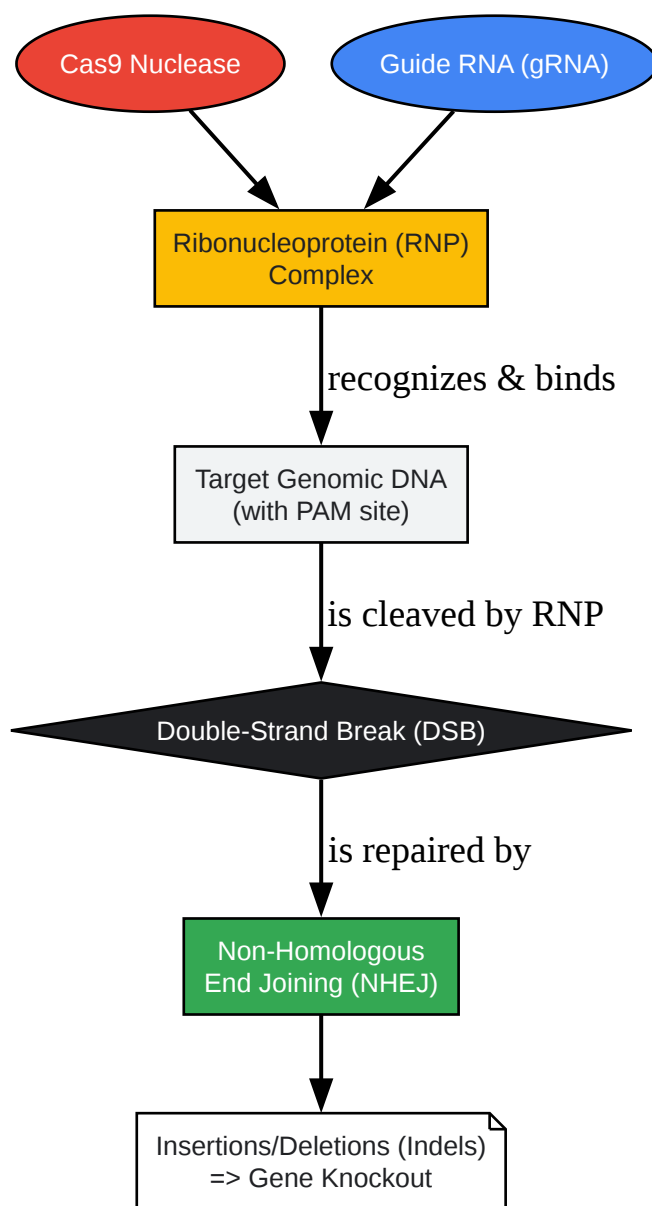 Cas9 Nuclease
Guide RNA (gRNA)
Ribonucleoprotein (RNP)
Complex
recognizes & binds
Target Genomic DNA
(with PAM site)
is cleaved by RNP
Double-Strand Break (DSB)
is repaired by
Non-Homologous
End Joining (NHEJ)
Insertions/Deletions (Indels)
=> Gene Knockout